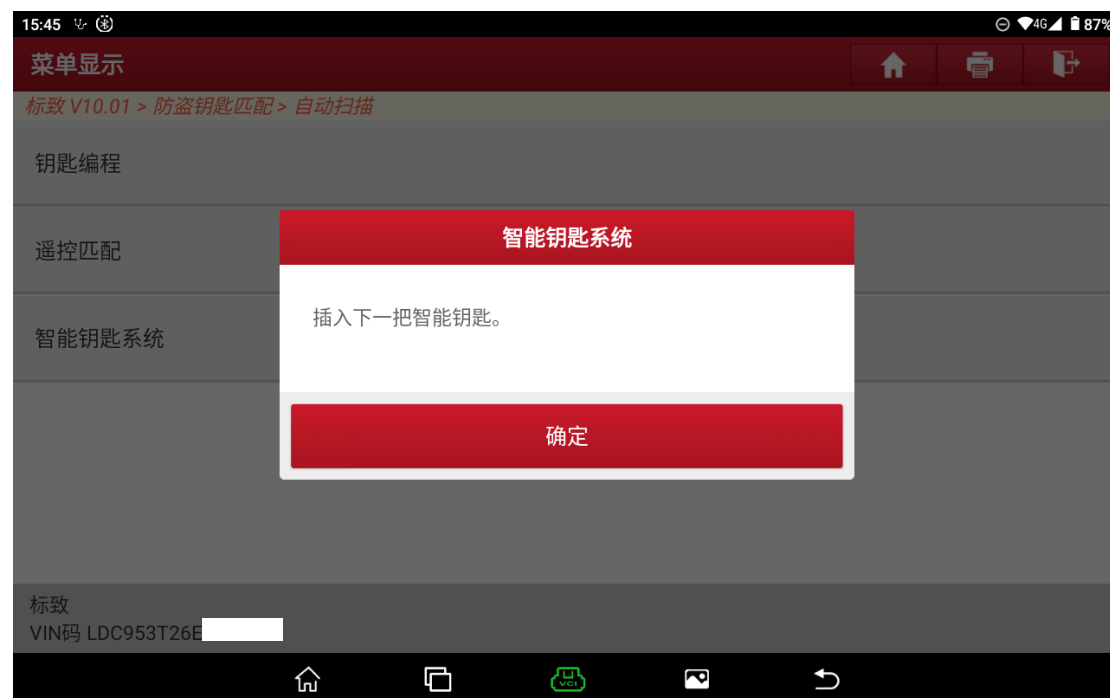 15:45
4G
87%
菜单显示
标致 V10.01 > 防盗钥匙匹配 > 自动扫描
钥匙编程
遥控匹配
智能钥匙系统
智能钥匙系统
插入下一把智能钥匙。
确定
标致
VIN码 LDC953T26E
VCI